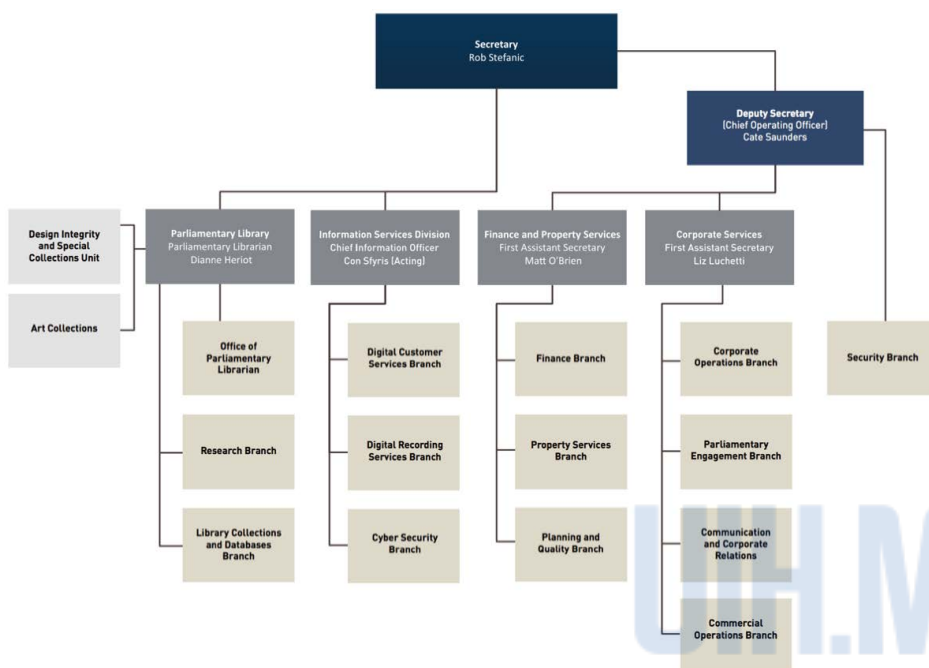 Secretary
Rob Stefanic
Deputy Secretary
(Chief Operating Officer)
Cate Saunders
Design Integrity
and Special
Collections Unit
Art Collections
Parliamentary Library
Parliamentary Librarian
Dianne Heriot
Information Services Division
Chief Information Officer
Con Sfyris (Acting)
Finance and Property Services
First Assistant Secretary
Matt O'Brien
Corporate Services
First Assistant Secretary
Liz Luchetti
Office of
Parliamentary
Librarian
Digital Customer
Services Branch
Finance Branch
Corporate
Operations Branch
Security Branch
Research Branch
Digital Recording
Services Branch
Property Services
Branch
Parliamentary
Engagement Branch
Library Collections
and Databases
Branch
Cyber Security
Branch
Planning and
Quality Branch
Communication
and Corporate
Relations
Commercial
Operations Branch
UIH.M